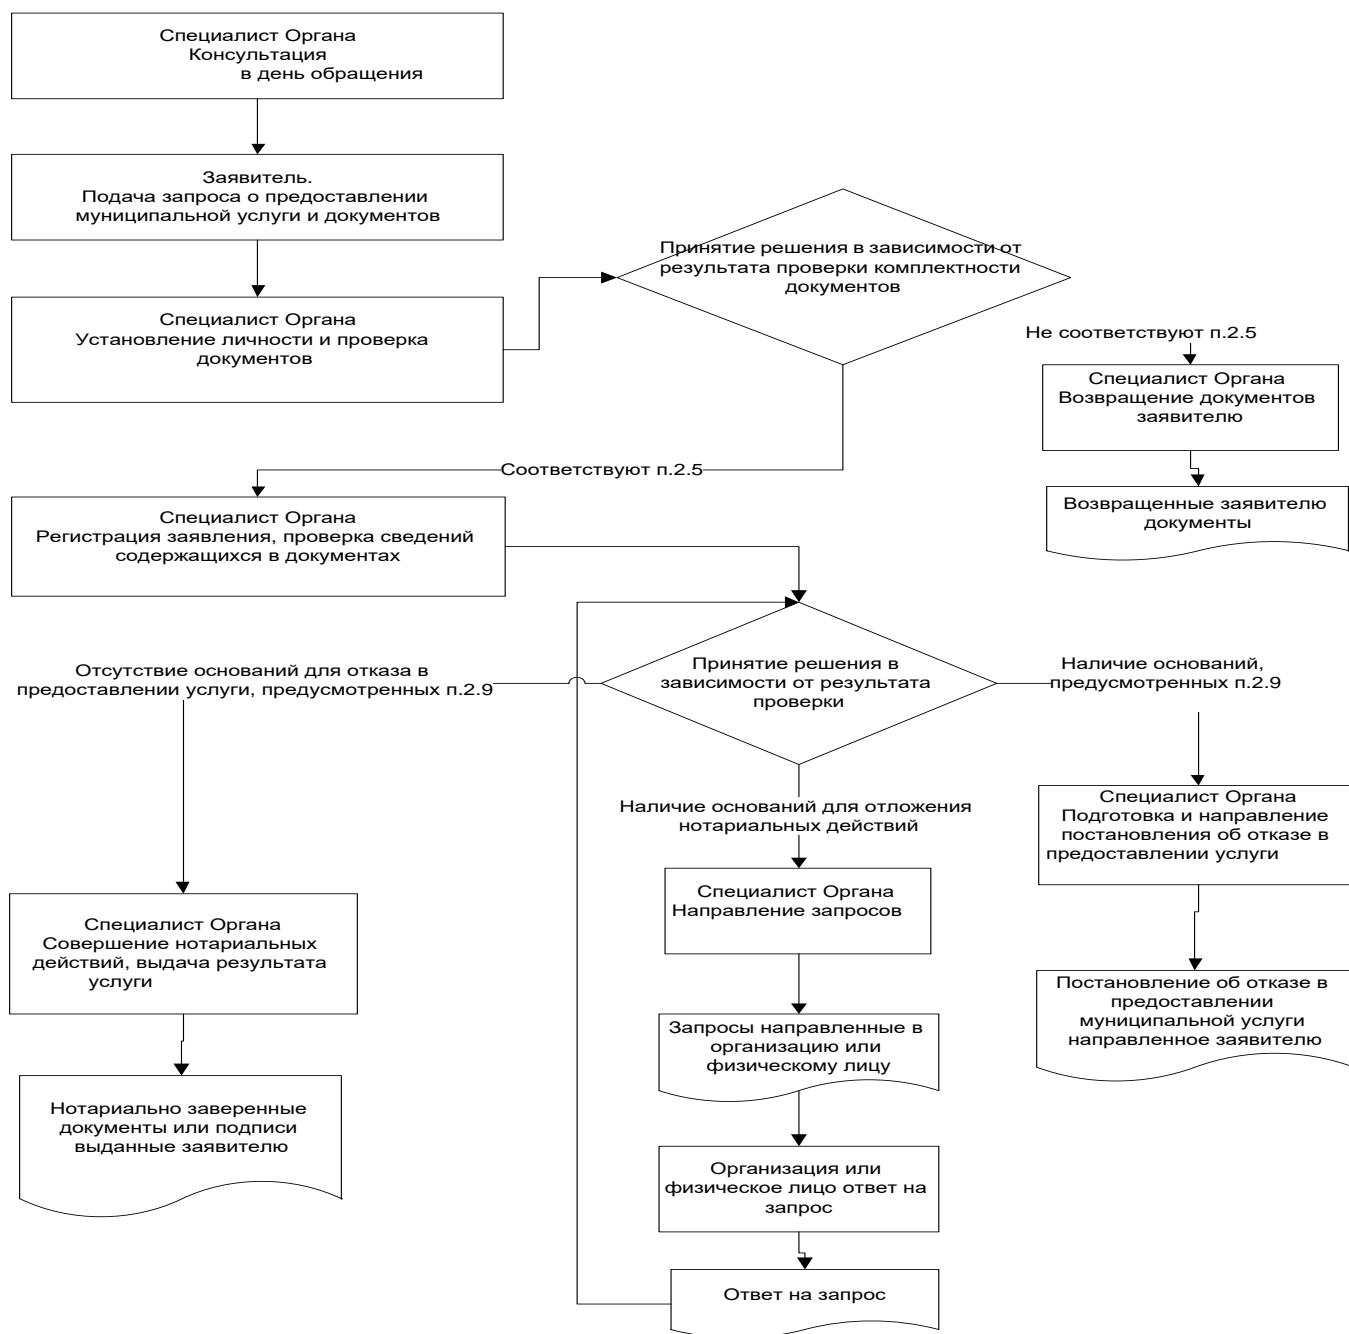 Специалист Органа
Консультация
в день обращения
Заявитель.
Подача запроса о предоставлении
муниципальной услуги и документов
Специалист Органа
Установление личности и проверка
документов
Принятие решения в зависимости от
результата проверки комплектности
документов
Не соответствуют п.2.5
Специалист Органа
Возвращение документов
заявителю
Возвращенные заявителю
документы
Соответствуют п.2.5
Специалист Органа
Регистрация заявления, проверка сведений
содержащихся в документах
Принятие решения в
зависимости от результата
проверки
Отсутствие оснований для отказа в
предоставлении услуги, предусмотренных п.2.9
Наличие оснований,
предусмотренных п.2.9
Наличие оснований для отложения
нотариальных действий
Специалист Органа
Подготовка и направление
постановления об отказе в
предоставлении услуги
Специалист Органа
Направление запросов
Специалист Органа
Совершение нотариальных
действий, выдача результата
услуги
Постановление об отказе в
предоставлении
муниципальной услуги
направленное заявителю
Запросы направленные в
организацию или
физическому лицу
Нотариально заверенные
документы или подписи
выданные заявителю
Организация или
физическое лицо ответ на
запрос
Ответ на запрос